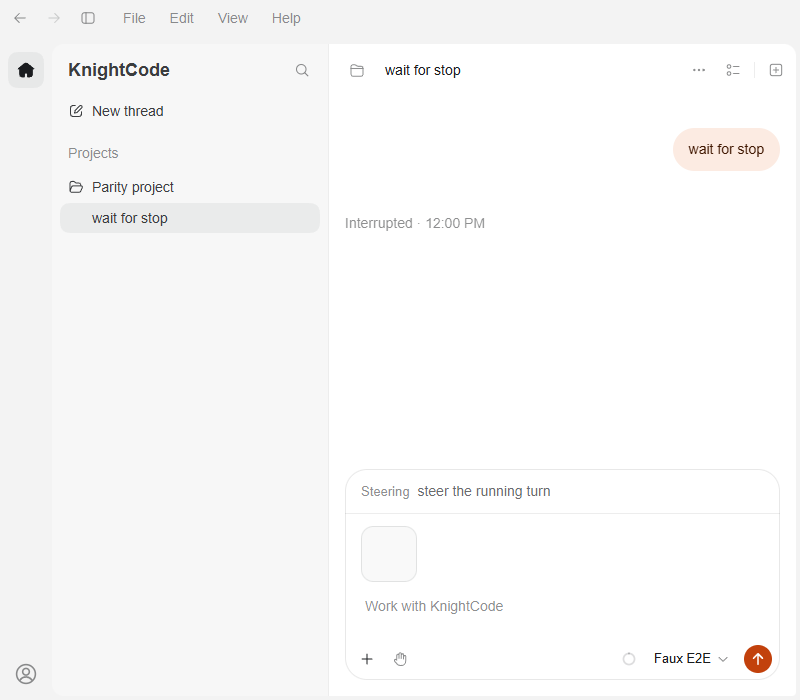 File Edit View Help
KnightCode
New thread
Projects
Parity project
wait for stop
wait for stop
wait for stop
Interrupted · 12:00 PM
Steering steer the running turn
Work with KnightCode
Faux E2E